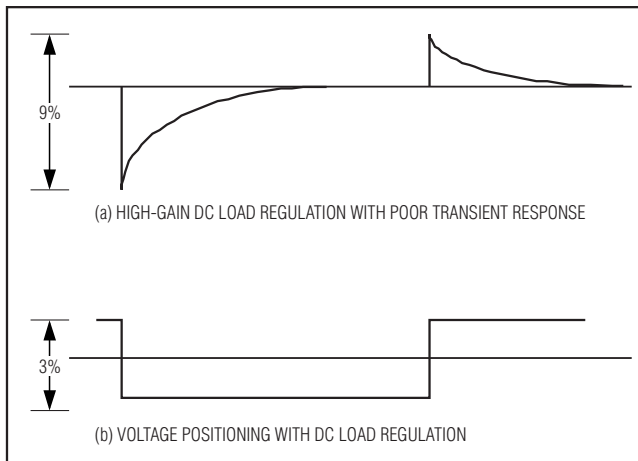 9%
(a) HIGH-GAIN DC LOAD REGULATION WITH POOR TRANSIENT RESPONSE
3%
(b) VOLTAGE POSITIONING WITH DC LOAD REGULATION